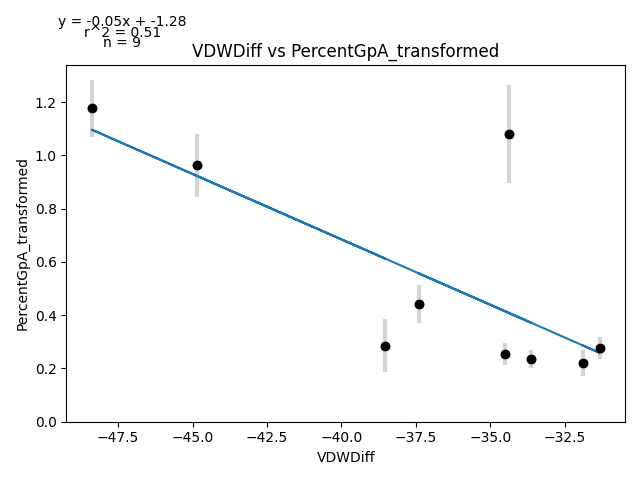 y = -0.05x + -1.28
r^2 = 0.51
n = 9
VDWDiff vs PercentGpA_transformed
PercentGpA_transformed
1.2
1.0
0.8
0.6
0.4
0.2
0.0
−47.5 −45.0 −42.5 −40.0 −37.5 −35.0 −32.5
VDWDiff